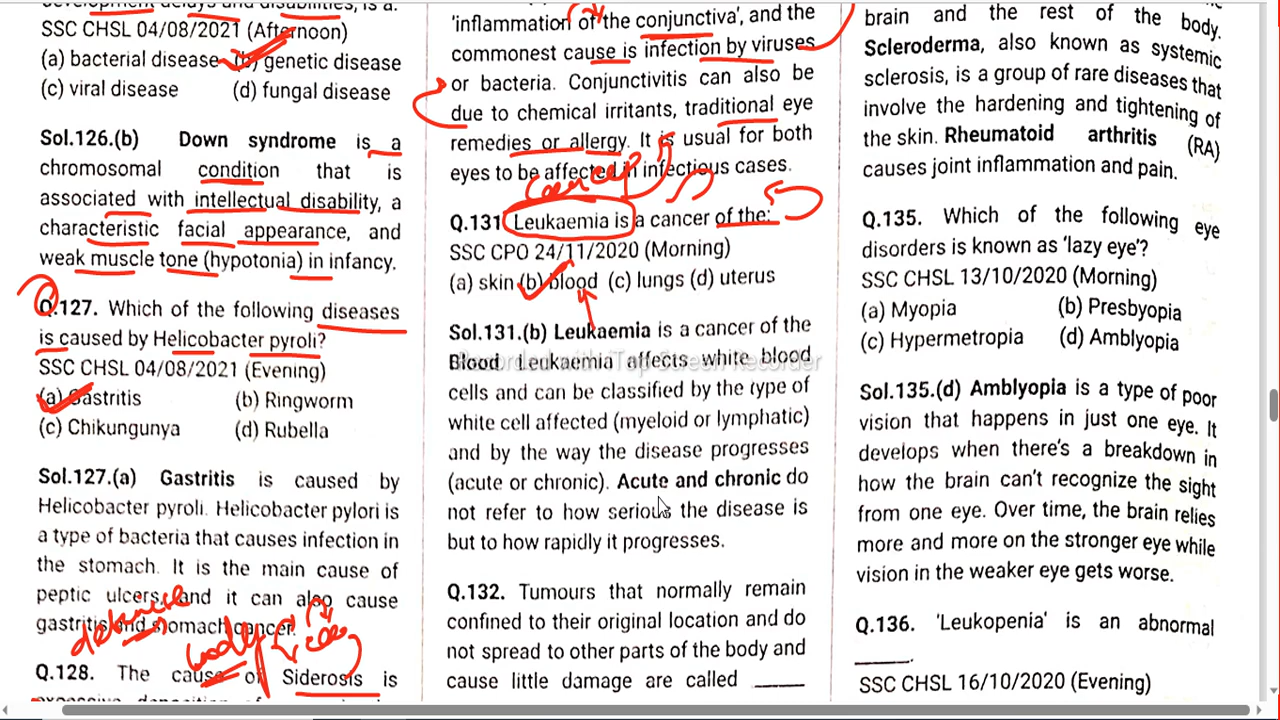 development delays and disabilities, is a:
SSC CHSL 04/08/2021 (Afternoon)
(a) bacterial disease (b) genetic disease
(c) viral disease (d) fungal disease
Sol.126.(b) Down syndrome is a
chromosomal condition that is
associated with intellectual disability, a
characteristic facial appearance, and
weak muscle tone (hypotonia) in infancy.
Q.127. Which of the following diseases
is caused by Helicobacter pyroli?
SSC CHSL 04/08/2021 (Evening)
(a) Gastritis (b) Ringworm
(c) Chikungunya (d) Rubella
Sol.127.(a) Gastritis is caused by
Helicobacter pyroli. Helicobacter pylori is
a type of bacteria that causes infection in
the stomach. It is the main cause of
peptic ulcers, and it can also cause
gastritis and stomach cancer.
body
Q.128. The cause of Siderosis is
'inflammation of the conjunctiva', and the
commonest cause is infection by viruses
or bacteria. Conjunctivitis can also be
due to chemical irritants, traditional eye
remedies or allergy. It is usual for both
eyes to be affected in infectious cases.
cancer
Q.131 Leukaemia is a cancer of the:
SSC CPO 24/11/2020 (Morning)
(a) skin (b) blood (c) lungs (d) uterus
Sol.131.(b) Leukaemia is a cancer of the
Blood Leukaemia affects white blood
cells and can be classified by the type of
white cell affected (myeloid or lymphatic)
and by the way the disease progresses
(acute or chronic). Acute and chronic do
not refer to how serious the disease is
but to how rapidly it progresses.
Q.132. Tumours that normally remain
confined to their original location and do
not spread to other parts of the body and
cause little damage are called _____
brain and the rest of the body.
Scleroderma, also known as systemic
sclerosis, is a group of rare diseases that
involve the hardening and tightening of
the skin. Rheumatoid arthritis (RA)
causes joint inflammation and pain.
Q.135. Which of the following eye
disorders is known as 'lazy eye'?
SSC CHSL 13/10/2020 (Morning)
(a) Myopia (b) Presbyopia
(c) Hypermetropia (d) Amblyopia
Sol.135.(d) Amblyopia is a type of poor
vision that happens in just one eye. It
develops when there's a breakdown in
how the brain can't recognize the sight
from one eye. Over time, the brain relies
more and more on the stronger eye while
vision in the weaker eye gets worse.
Q.136. 'Leukopenia' is an abnormal
_____.
SSC CHSL 16/10/2020 (Evening)